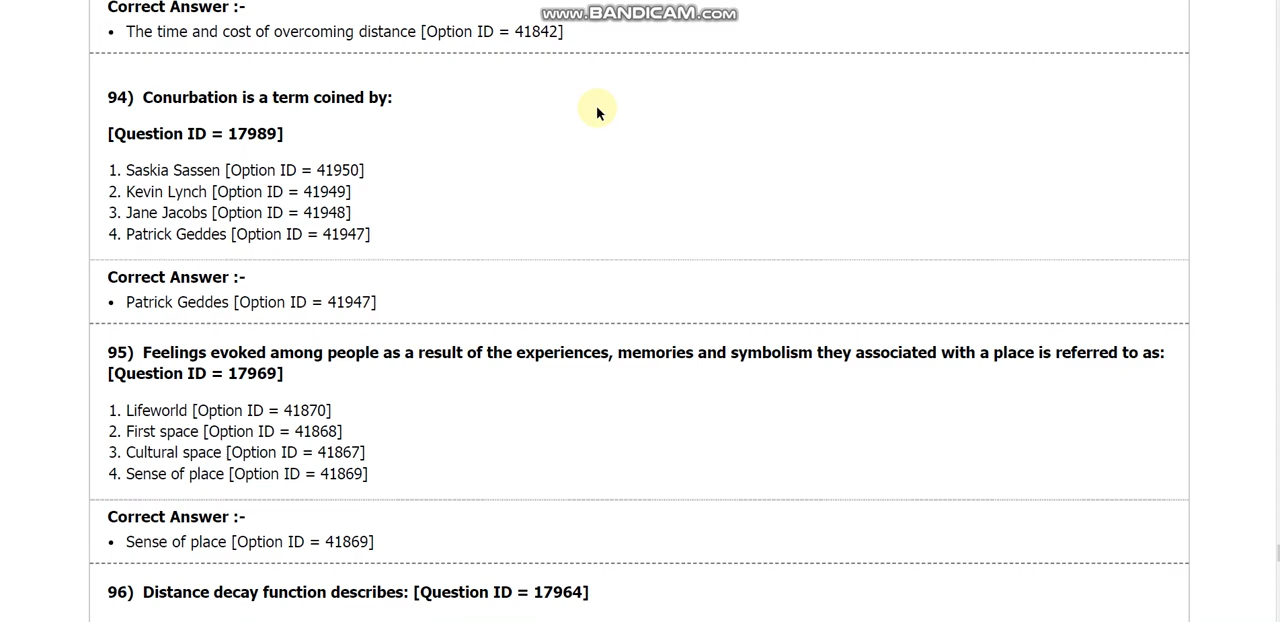 Correct Answer :-
www.BANDICAM.com
• The time and cost of overcoming distance [Option ID = 41842]
94) Conurbation is a term coined by:
[Question ID = 17989]
1. Saskia Sassen [Option ID = 41950]
2. Kevin Lynch [Option ID = 41949]
3. Jane Jacobs [Option ID = 41948]
4. Patrick Geddes [Option ID = 41947]
Correct Answer :-
• Patrick Geddes [Option ID = 41947]
95) Feelings evoked among people as a result of the experiences, memories and symbolism they associated with a place is referred to as:
[Question ID = 17969]
1. Lifeworld [Option ID = 41870]
2. First space [Option ID = 41868]
3. Cultural space [Option ID = 41867]
4. Sense of place [Option ID = 41869]
Correct Answer :-
• Sense of place [Option ID = 41869]
96) Distance decay function describes: [Question ID = 17964]